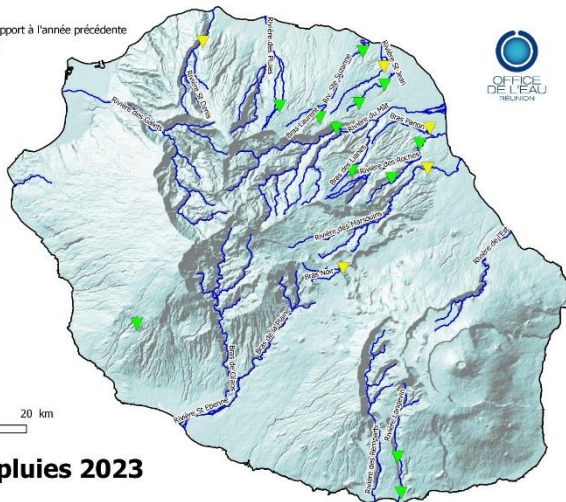 pport à l'année précédente
OFFICE
DE L'EAU
RÉUNION
Rivière des Pluies
Rivière St Denis
Riv. Ste Suzanne
Rivière St Jean
Rivière des Galets
Bras Laurent
Rivière du Mât
Bras Panon
Bras des Lianes
Rivière des Roches
Rivière des Marsouins
Rivière de l'Est
Bras Noir
Bras de la Plaine
Bras de Cilaos
Rivière St Etienne
Rivière des Remparts
Rivière Langevin
20 km
pluies 2023